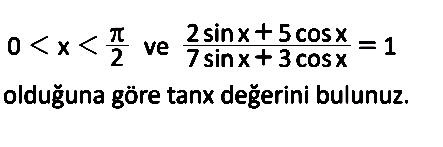 0 < x < π/2 ve (2 sin x + 5 cos x)/(7 sin x + 3 cos x) = 1
olduğuna göre tanx değerini bulunuz.